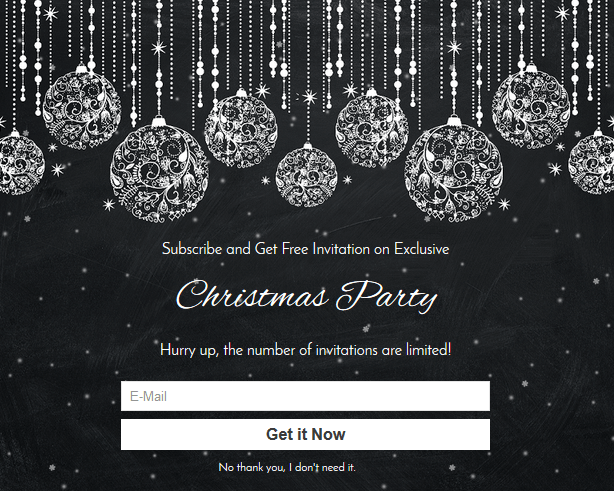 Subscribe and Get Free Invitation on Exclusive
Christmas Party
Hurry up, the number of invitations are limited!
E-Mail
Get it Now
No thank you, I don't need it.